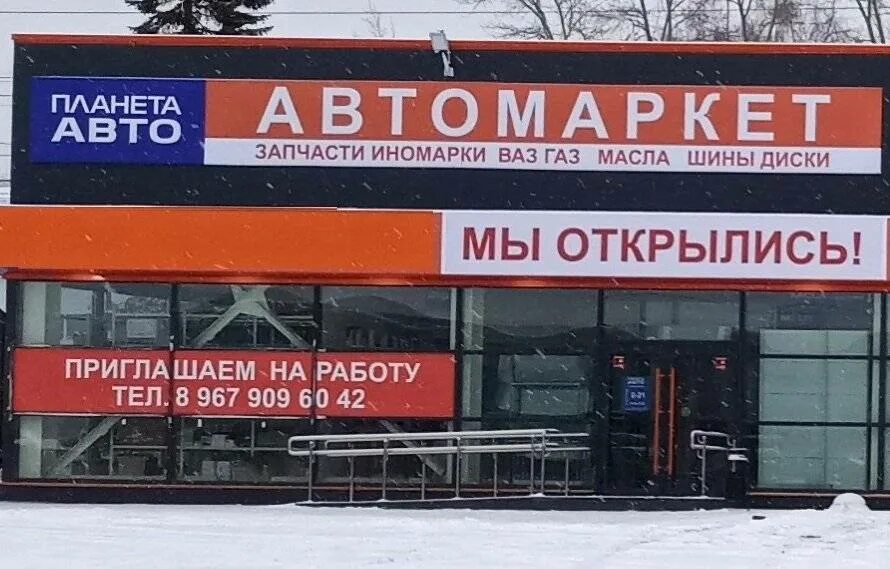 ПЛАНЕТА
АВТО
АВТОМАРКЕТ
ЗАПЧАСТИ ИНОМАРКИ ВАЗ ГАЗ МАСЛА ШИНЫ ДИСКИ
МЫ ОТКРЫЛИСЬ!
ПРИГЛАШАЕМ НА РАБОТУ
ТЕЛ. 8 967 909 60 42